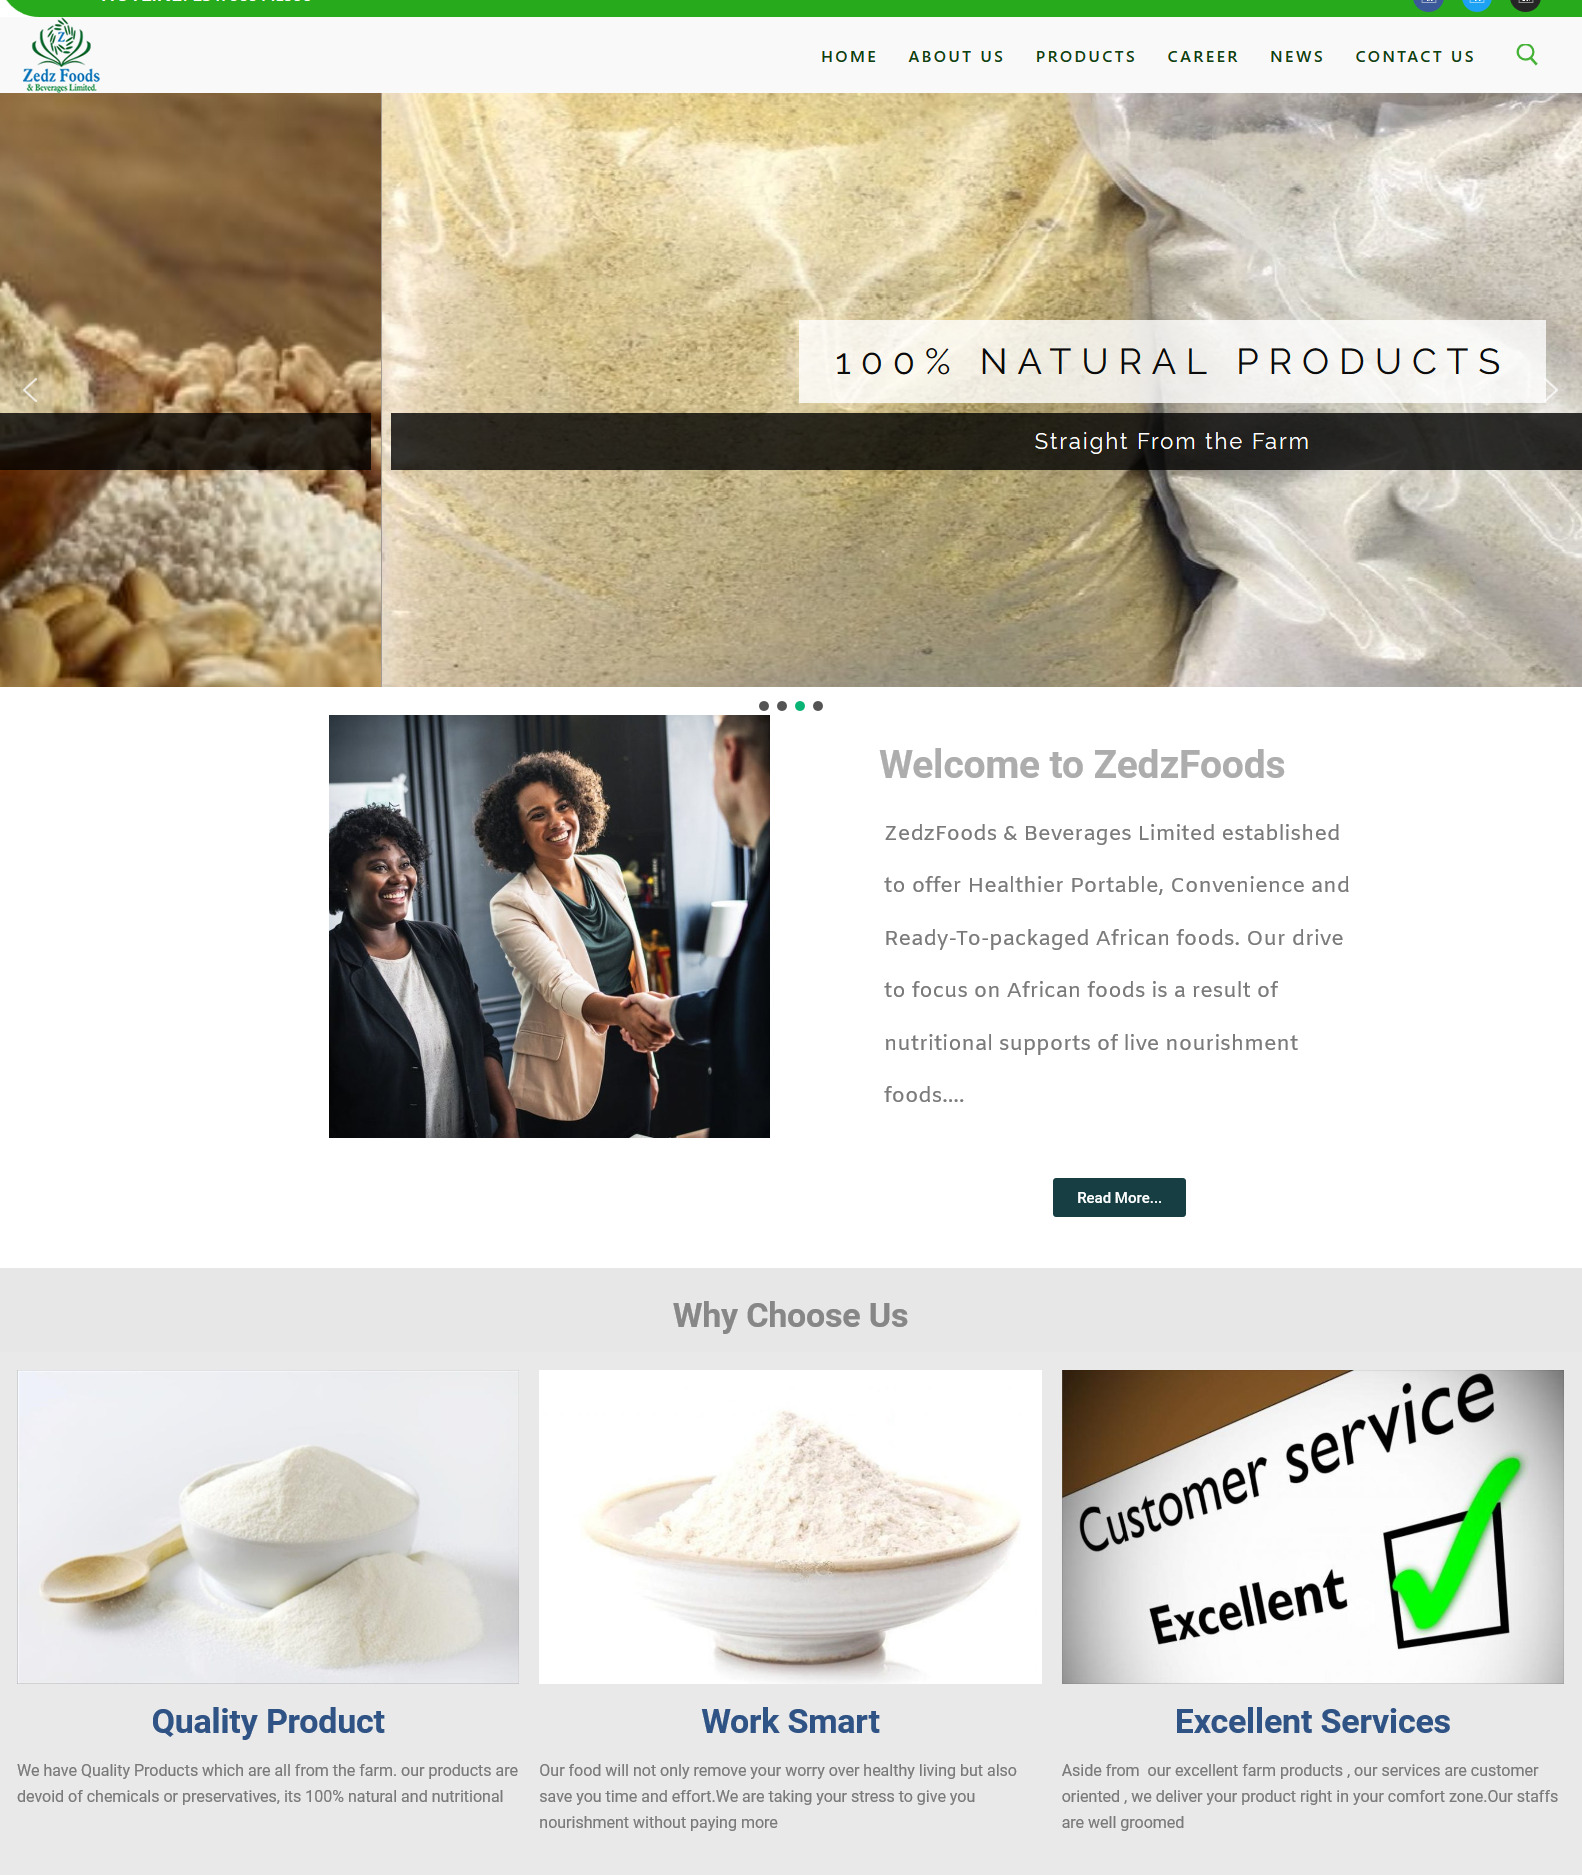 Zedz Foods
& Beverages Limited.
HOME ABOUT US PRODUCTS CAREER NEWS CONTACT US
100% NATURAL PRODUCTS
Straight From the Farm
Welcome to ZedzFoods
ZedzFoods & Beverages Limited established
to offer Healthier Portable, Convenience and
Ready-To-packaged African foods. Our drive
to focus on African foods is a result of
nutritional supports of live nourishment
foods....
Read More...
Why Choose Us
Customer service
Excellent
Quality Product
We have Quality Products which are all from the farm. our products are
devoid of chemicals or preservatives, its 100% natural and nutritional
Work Smart
Our food will not only remove your worry over healthy living but also
save you time and effort.We are taking your stress to give you
nourishment without paying more
Excellent Services
Aside from  our excellent farm products , our services are customer
oriented , we deliver your product right in your comfort zone.Our staffs
are well groomed